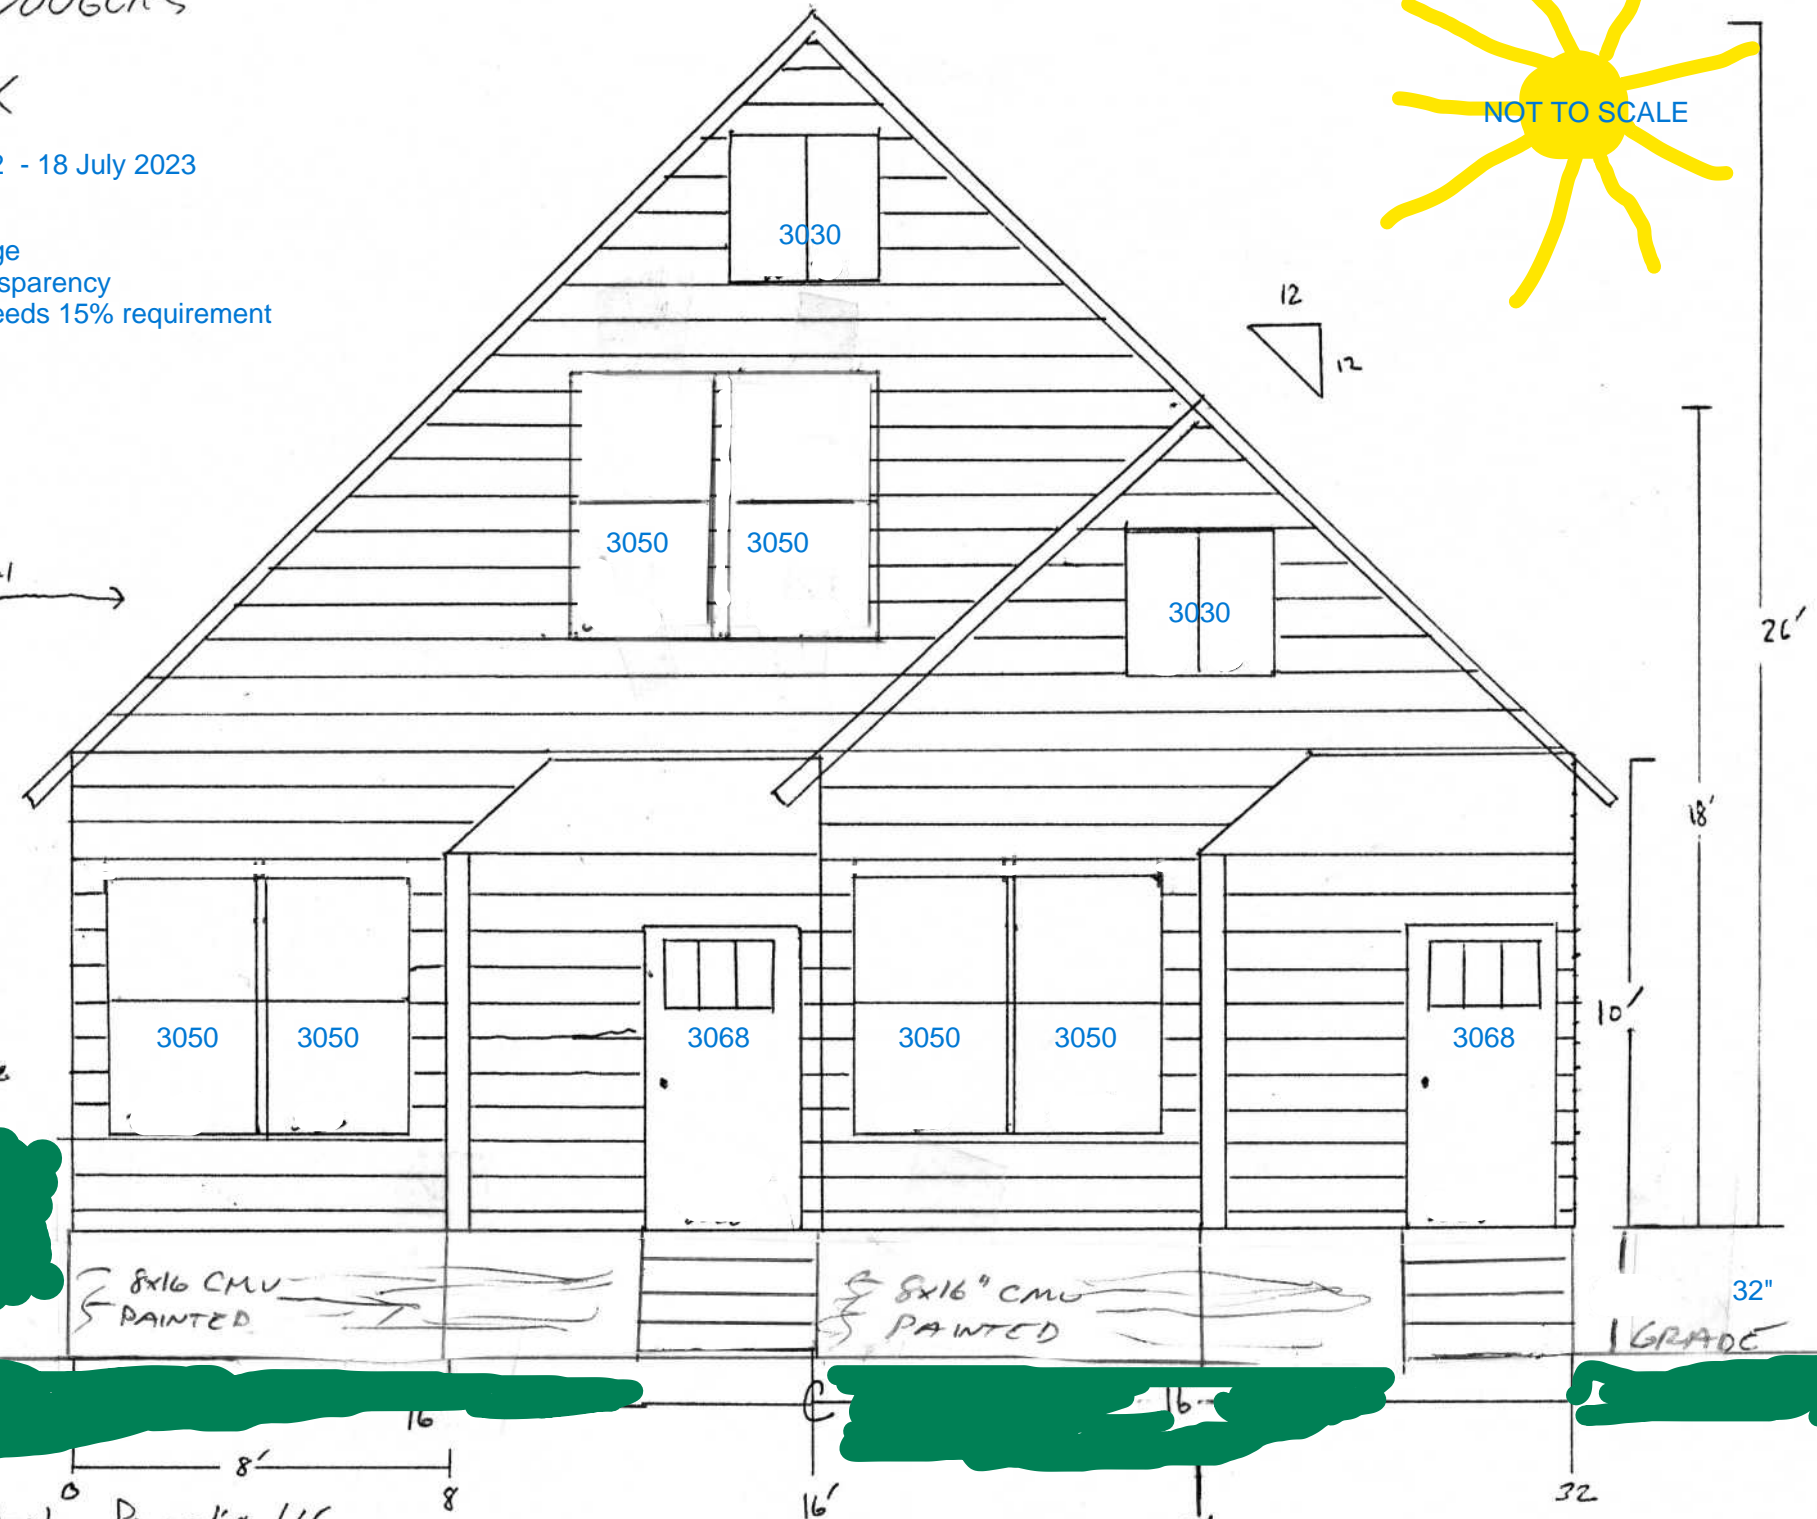 NOT TO SCALE
- 18 July 2023
3030
sparency
eeds 15% requirement
12
12
3050 3050
3030
26'
18'
10'
3050 3050 3068 3050 3050 3068
8x16 CMU
PAINTED
8x16" CMU
PAINTED
32"
GRADE
16
16
8'
0 8 16' 32